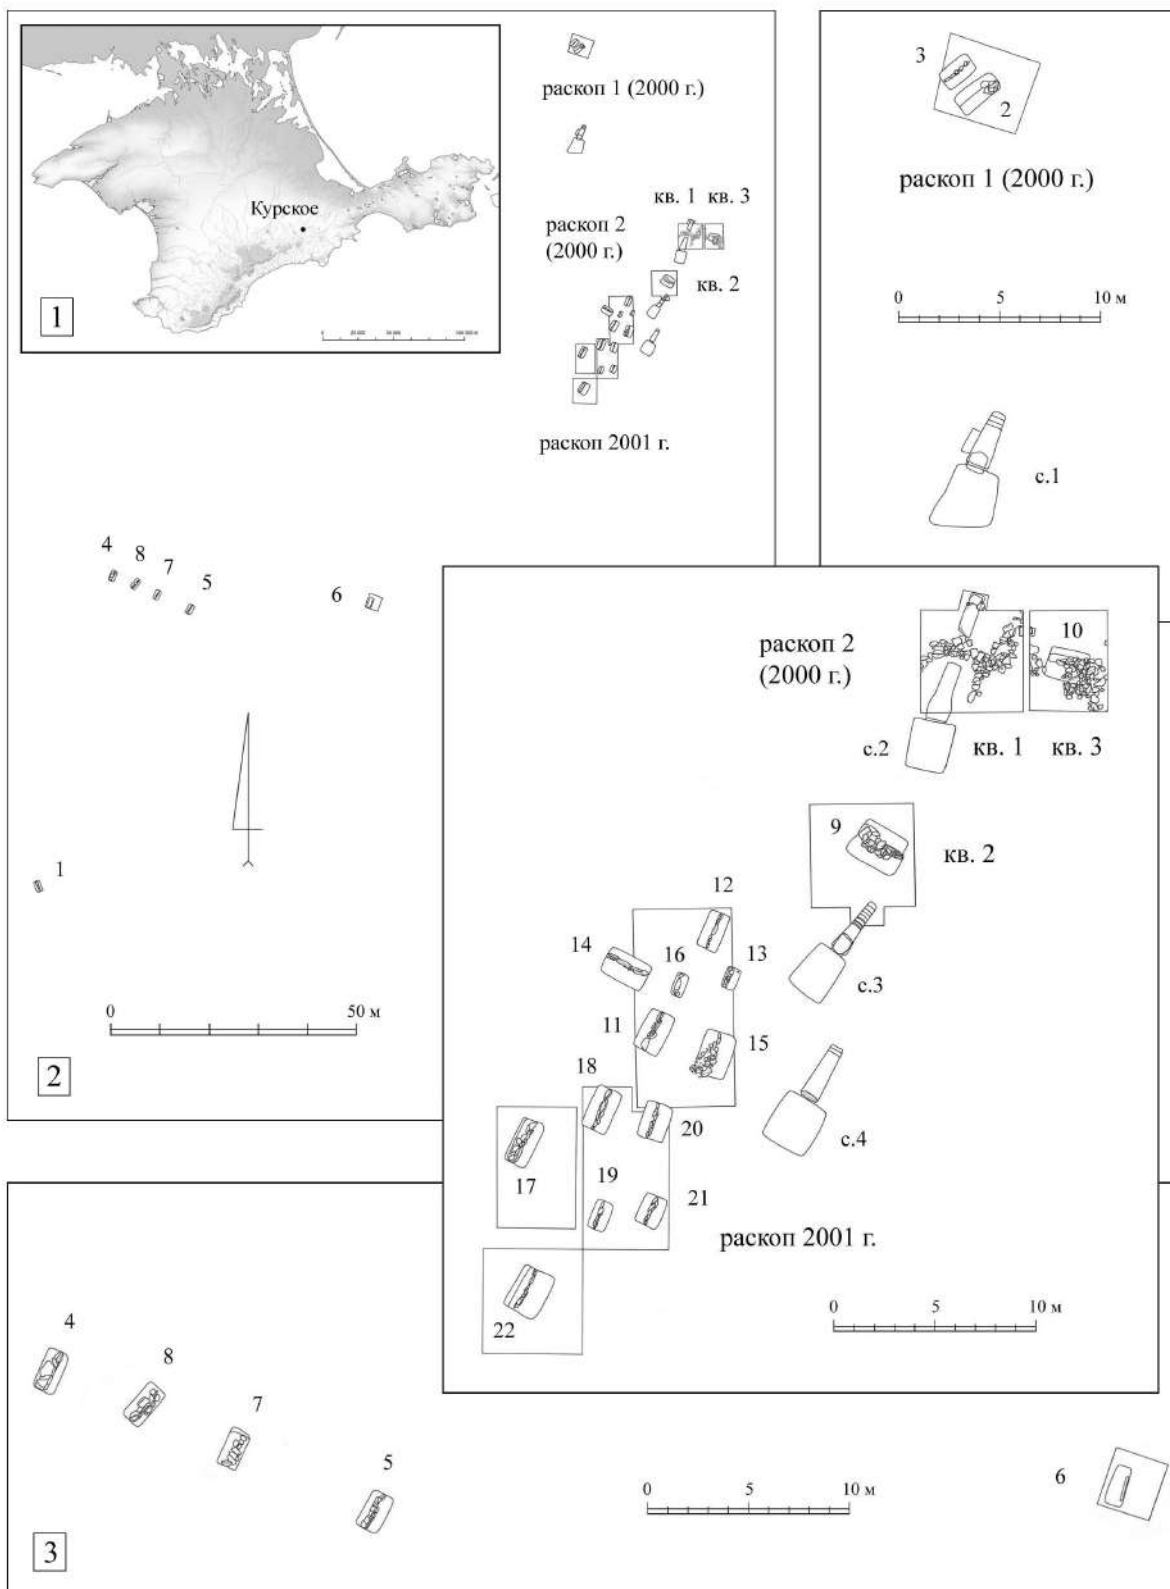 Курское
1
раскоп 1 (2000 г.)
кв. 1 кв. 3
раскоп 2
(2000 г.)
кв. 2
раскоп 2001 г.
4
8
7
5
6
1
0 50 м
2
3
2
раскоп 1 (2000 г.)
0 5 10 м
с.1
раскоп 2
(2000 г.)
10
с.2
кв. 1 кв. 3
9
кв. 2
12
14
16
13
с.3
11
15
18
20
с.4
17
19
21
раскоп 2001 г.
22
0 5 10 м
4
8
7
5
0 5 10 м
6
3